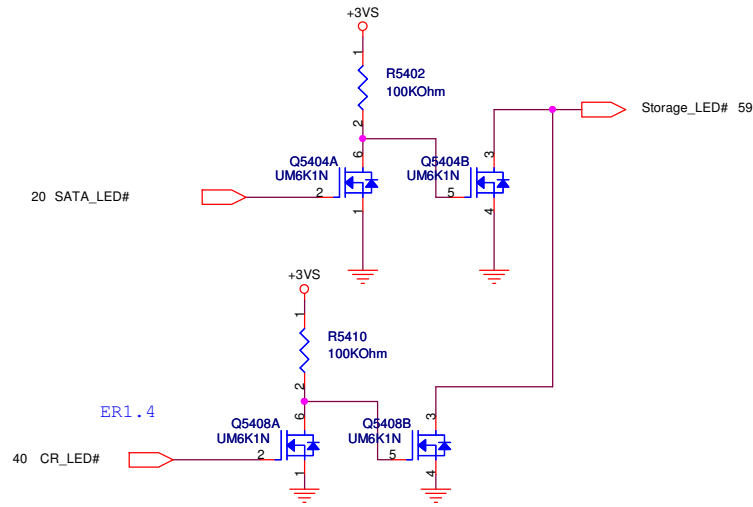 +3VS
1
R5402
100KOhm
2
Storage_LED# 59
Q5404A
UM6K1N
6
Q5404B
UM6K1N
3
20 SATA_LED#
2
5
1
4
+3VS
1
R5410
100KOhm
2
ER1.4
Q5408A
UM6K1N
6
Q5408B
UM6K1N
3
40 CR_LED#
2
5
1
4